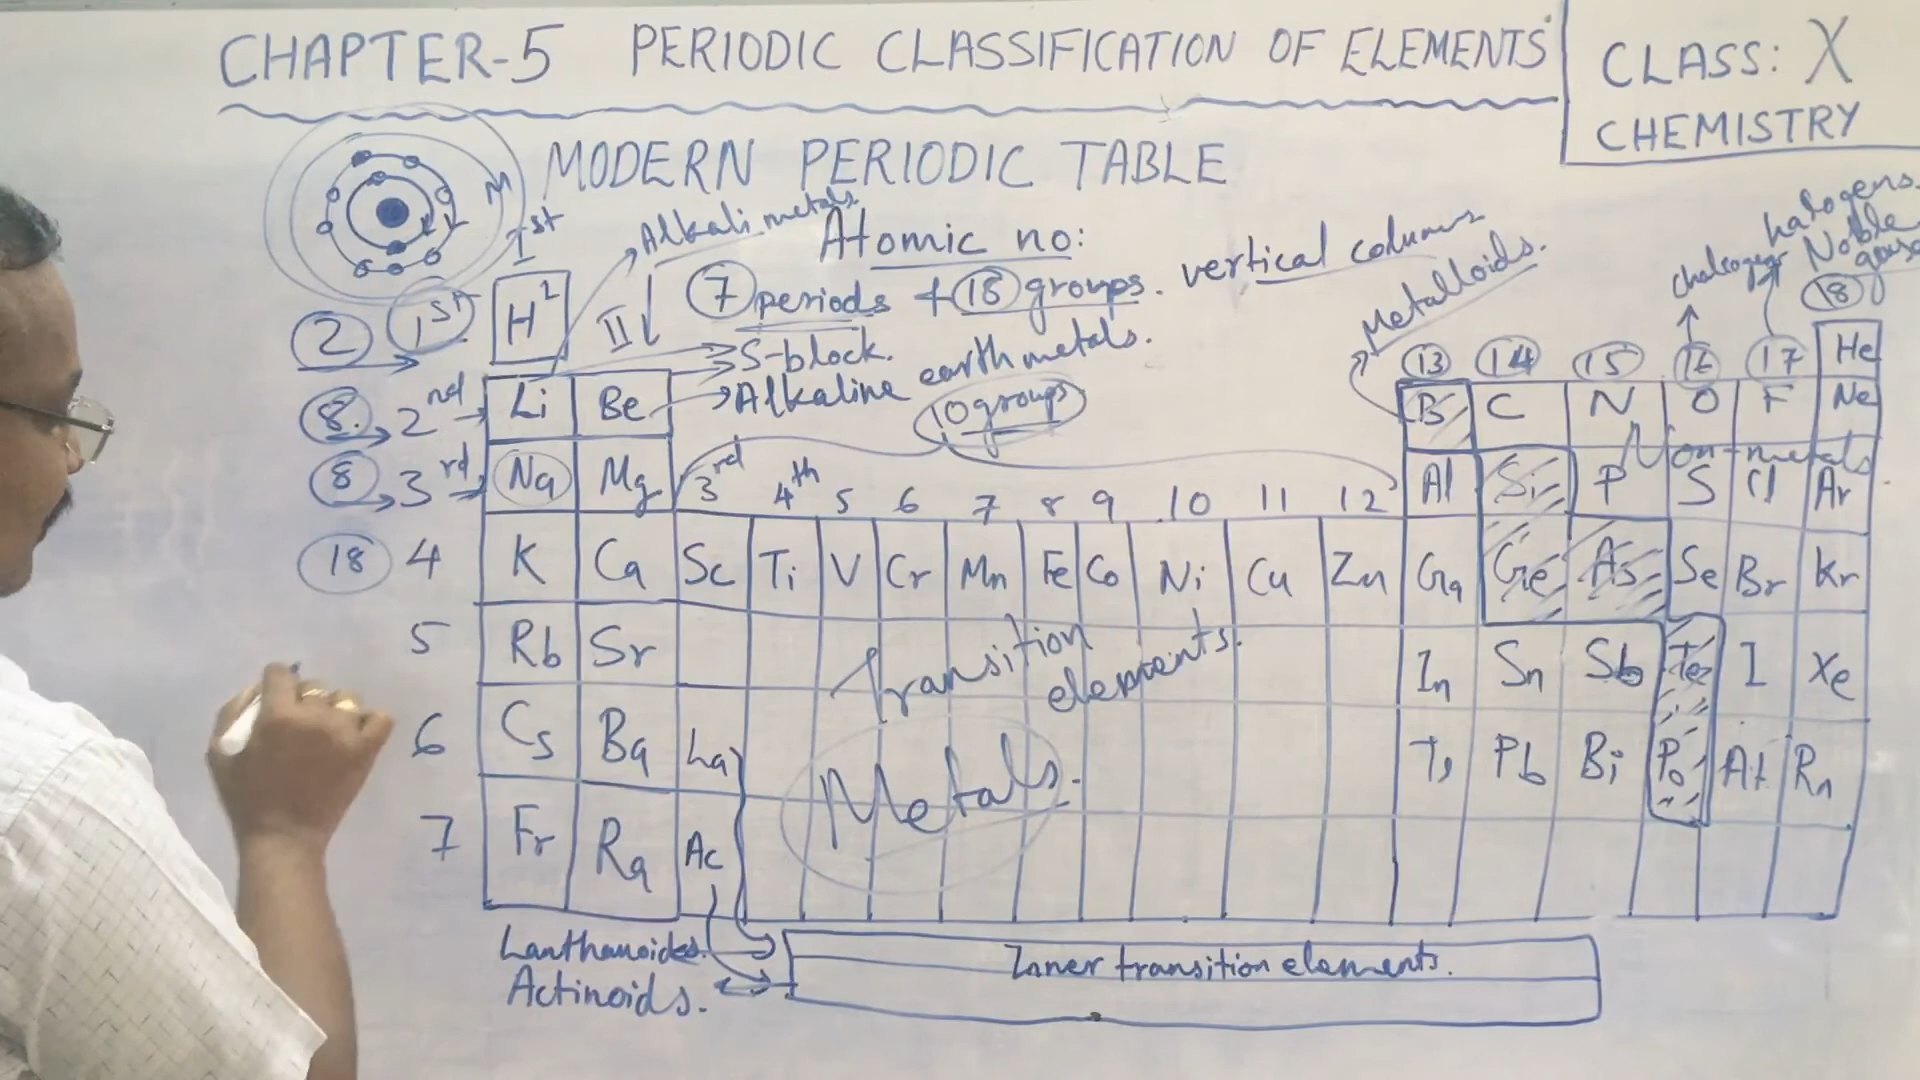 CHAPTER-5 PERIODIC CLASSIFICATION OF ELEMENTS
CLASS: X
CHEMISTRY
MODERN PERIODIC TABLE
K L M
Ist
Alkali metals
Atomic no:
7 periods + 18 groups. vertical columns
Metalloids.
chalcogens
halogens
Noble gases
II
S-block.
Alkaline earth metals.
10 groups
2 1st H1 13 14 15 16 17 18 He
8. 2nd Li Be B C N O F Ne
Non-metals
8 3rd Na Mg 3rd 4th 5 6 7 8 9 10 11 12 Al Si P S Cl Ar
18 4 K Ca Sc Ti V Cr Mn Fe Co Ni Cu Zn Ga Ge As Se Br Kr
5 Rb Sr In Sn Sb Te I Xe
Transition elements.
6 Cs Ba La Pb Bi Po At Rn
Metals.
7 Fr Ra Ac
Lanthanoides.
Inner transition elements.
Actinoids.